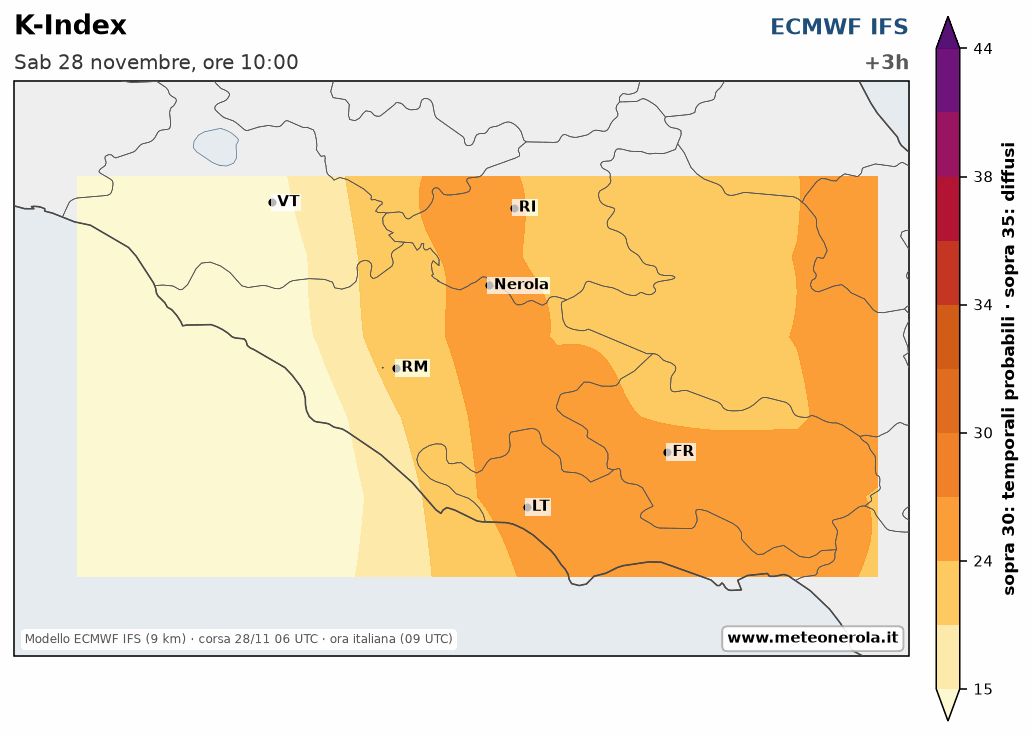 K-Index
ECMWF IFS
Sab 28 novembre, ore 10:00
+3h
VT
RI
Nerola
RM
FR
LT
Modello ECMWF IFS (9 km) · corsa 28/11 06 UTC · ora italiana (09 UTC)
www.meteonerola.it
44
38
34
30
24
15
sopra 30: temporali probabili · sopra 35: diffusi